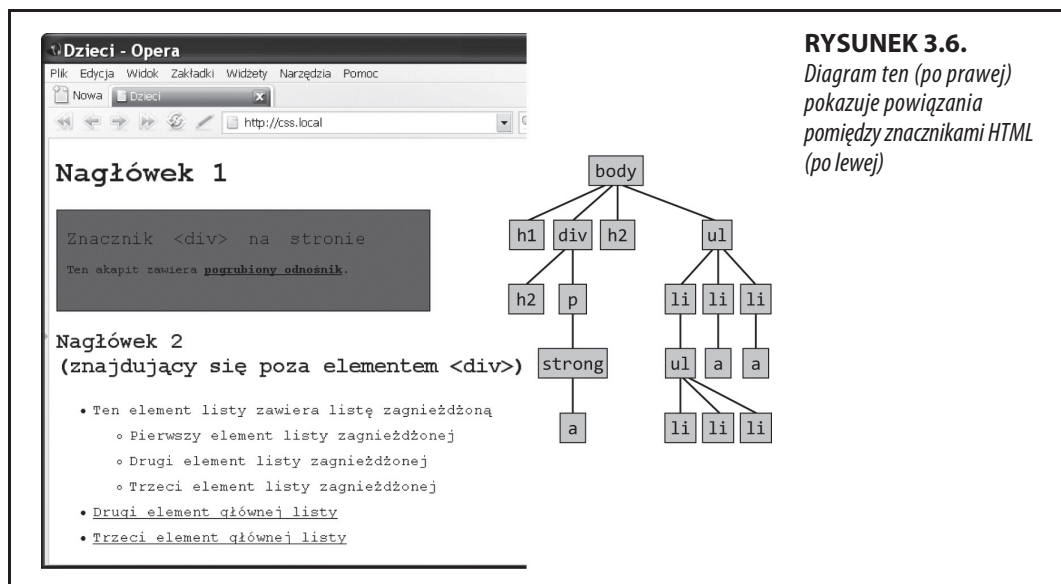 Dzieci - Opera
Plik Edycja Widok Zakładki Widżety Narzędzia Pomoc
Nowa Dzieci
http://css.local
Nagłówek 1
Znacznik <div> na stronie
Ten akapit zawiera pogrubiony odnośnik.
Nagłówek 2
(znajdujący się poza elementem <div>)
• Ten element listy zawiera listę zagnieżdżoną
Pierwszy element listy zagnieżdżonej
Drugi element listy zagnieżdżonej
Trzeci element listy zagnieżdżonej
• Drugi element głównej listy
• Trzeci element głównej listy
body
h1 div h2 ul
h2 p li li li
strong ul a a
a li li li
RYSUNEK 3.6.
Diagram ten (po prawej)
pokazuje powiązania
pomiędzy znacznikami HTML
(po lewej)